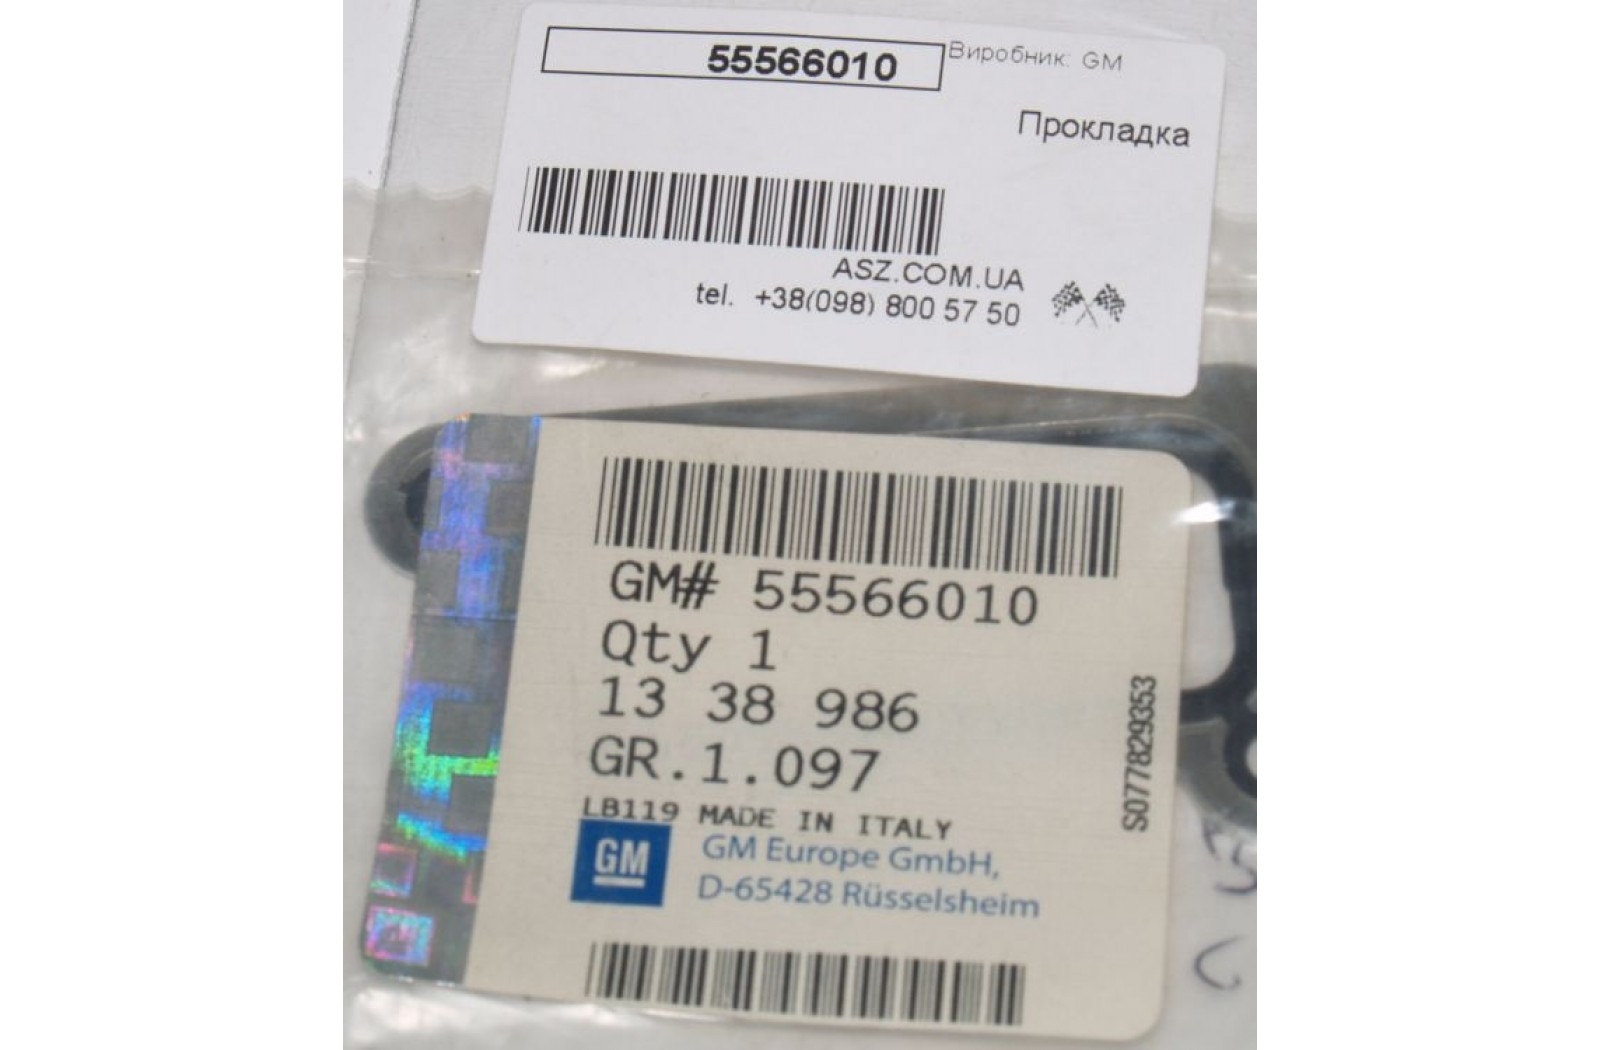 55566010
Виробник: GM
Прокладка
ASZ.COM.UA
tel. +38(098) 800 57 50
GM# 55566010
Qty 1
13 38 986
GR.1.097
LB119 MADE IN ITALY
GM
GM Europe GmbH,
D-65428 Rüsselsheim
S077829353